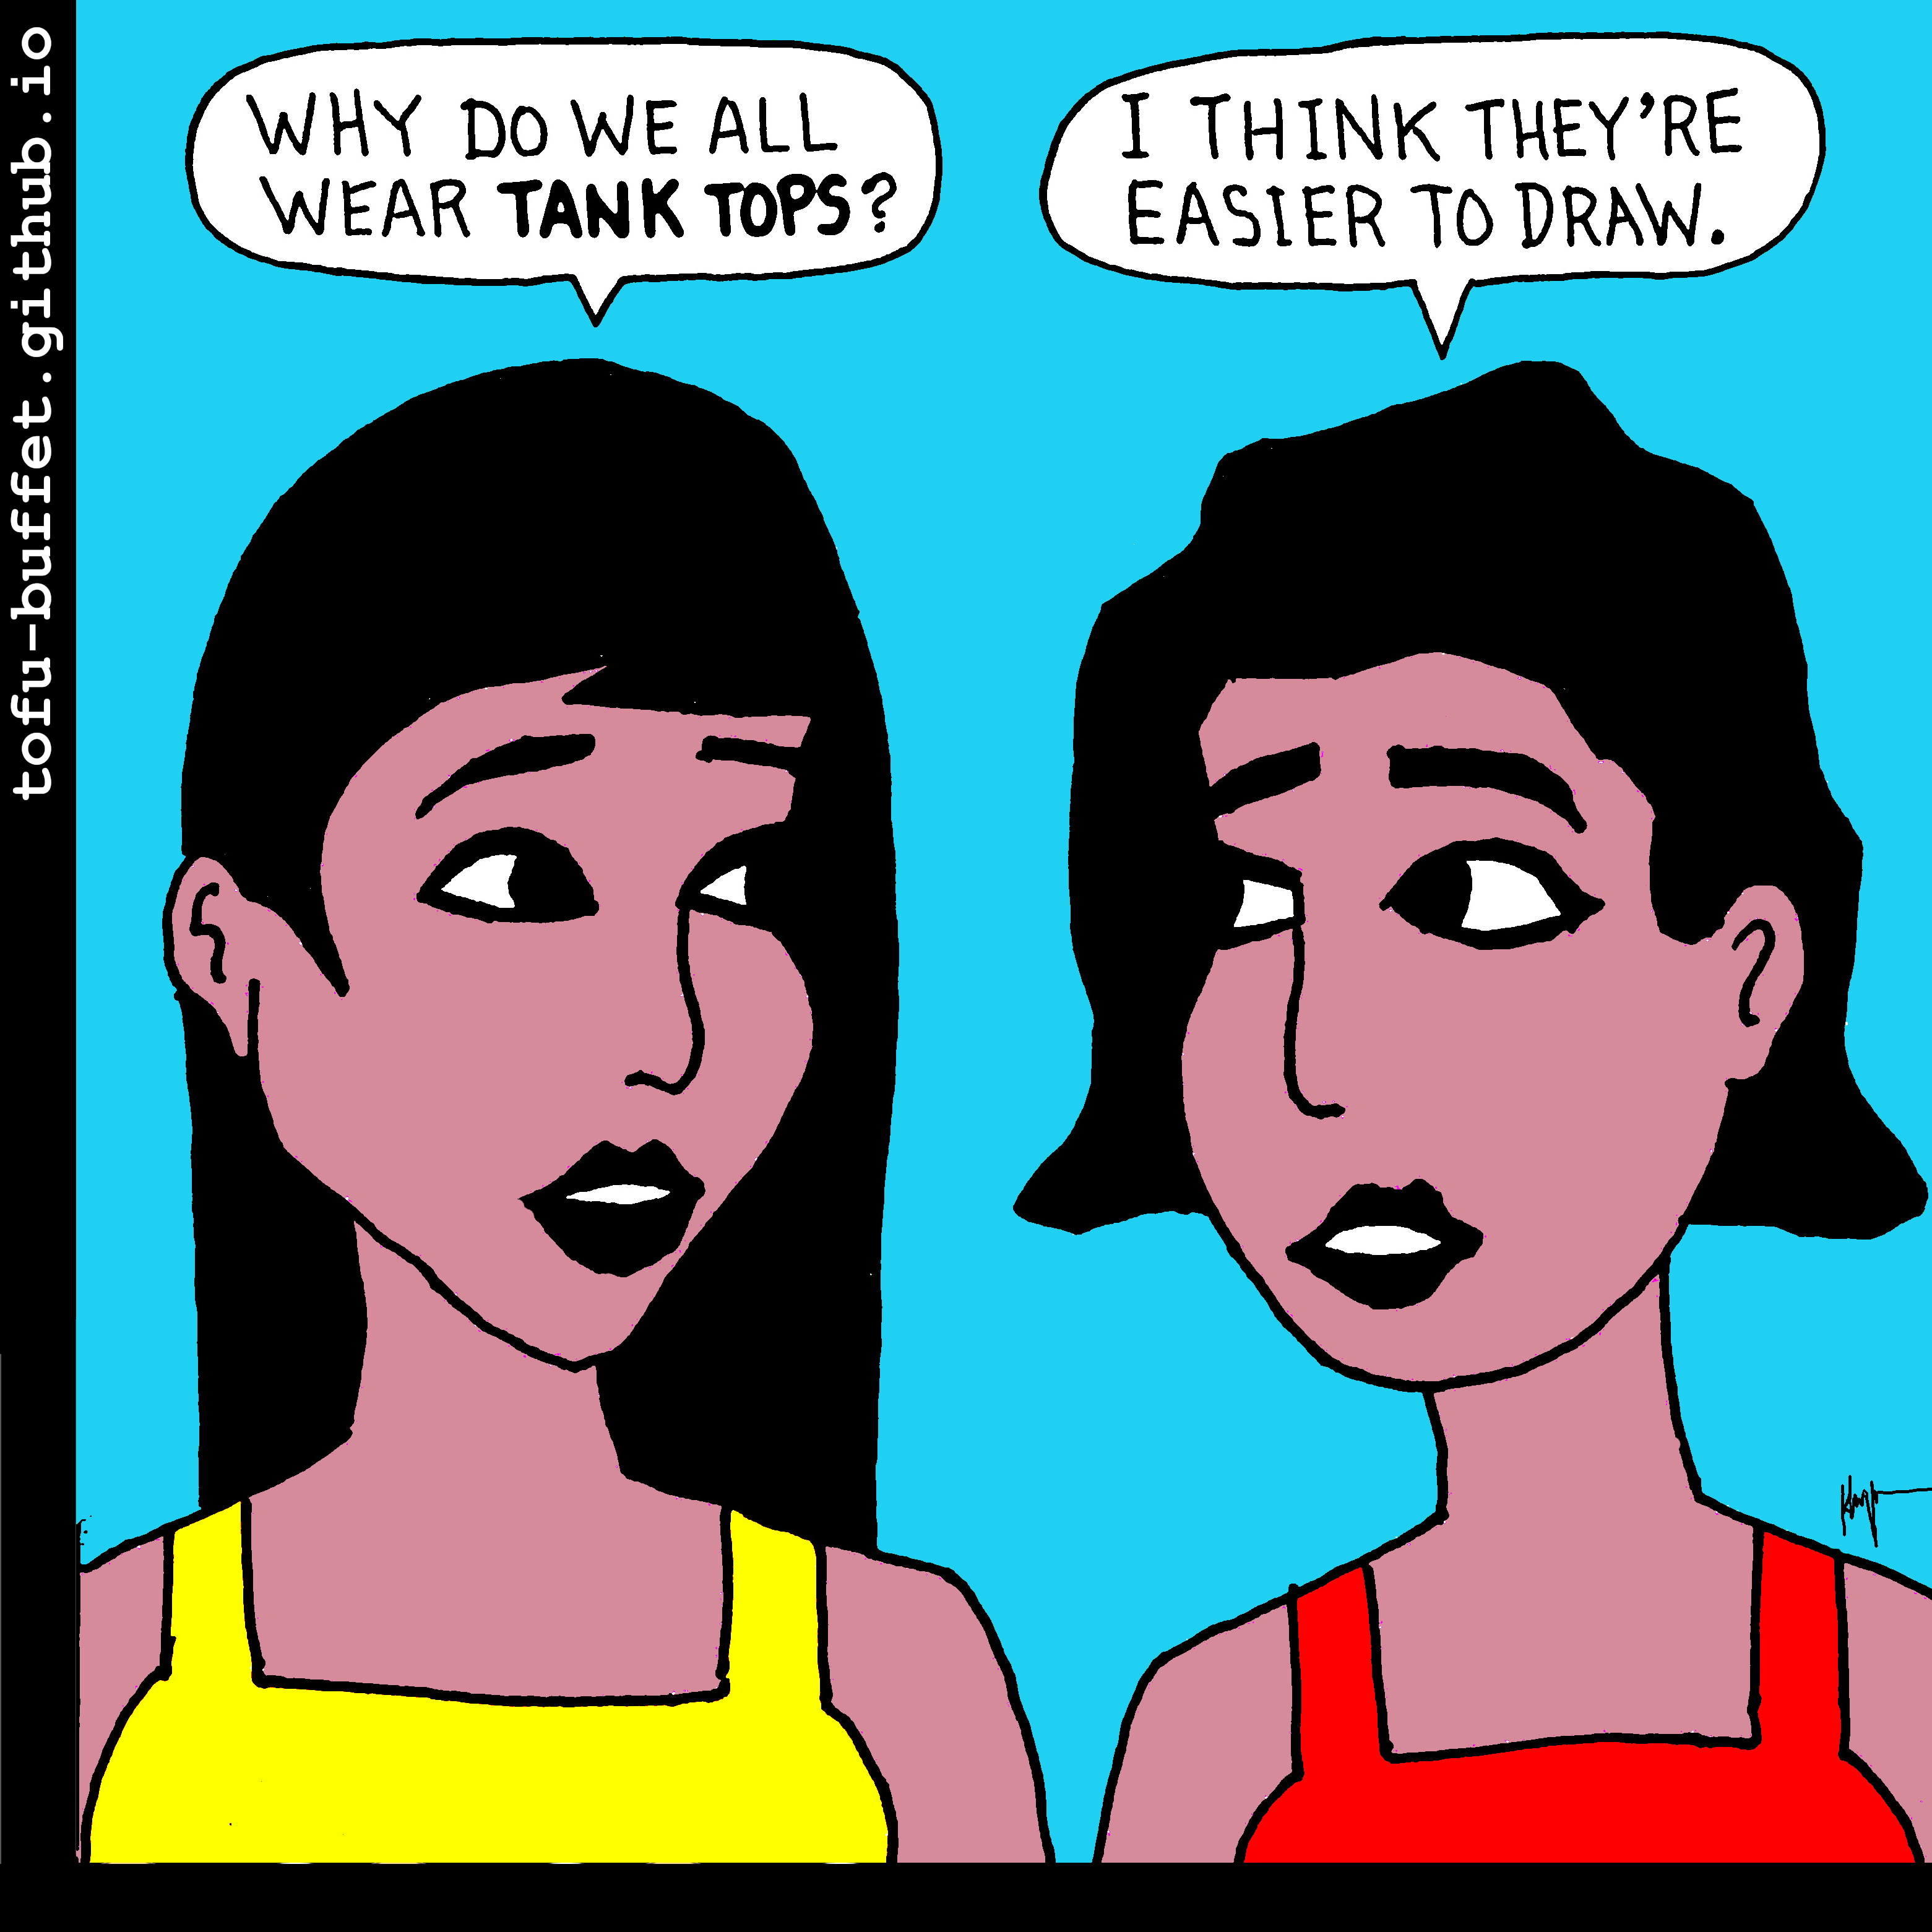 tofu-buffet.github.io
WHY DO WE ALL
WEAR TANK TOPS?
I THINK THEY'RE
EASIER TO DRAW.